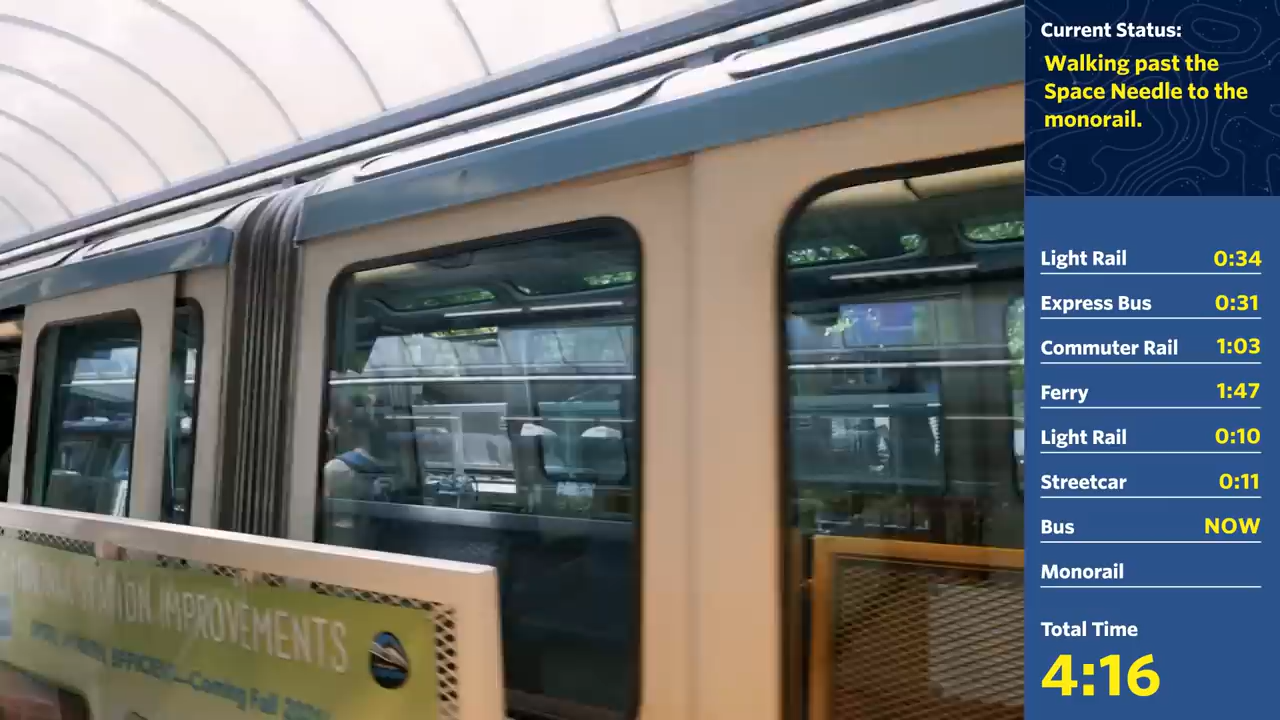 Current Status:
Walking past the
Space Needle to the
monorail.
Light Rail 0:34
Express Bus 0:31
Commuter Rail 1:03
Ferry 1:47
Light Rail 0:10
Streetcar 0:11
Bus NOW
Monorail
Total Time
4:16
STATION IMPROVEMENTS
EFFICIENT—Coming Fall